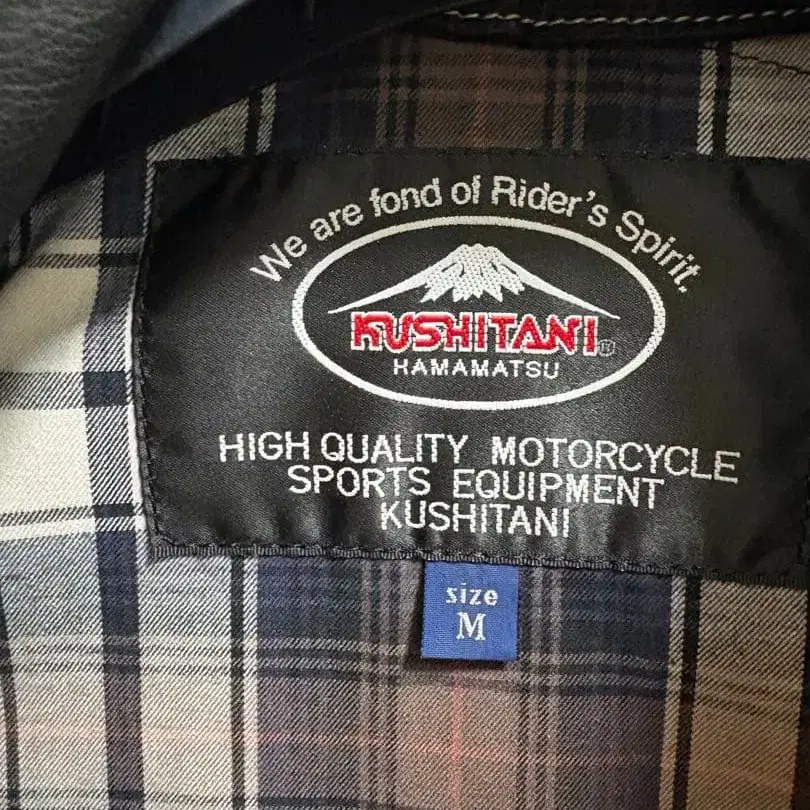 We are fond of Rider's Spirit.
KUSHITANI®
HAMAMATSU
HIGH QUALITY MOTORCYCLE
SPORTS EQUIPMENT
KUSHITANI
size
M